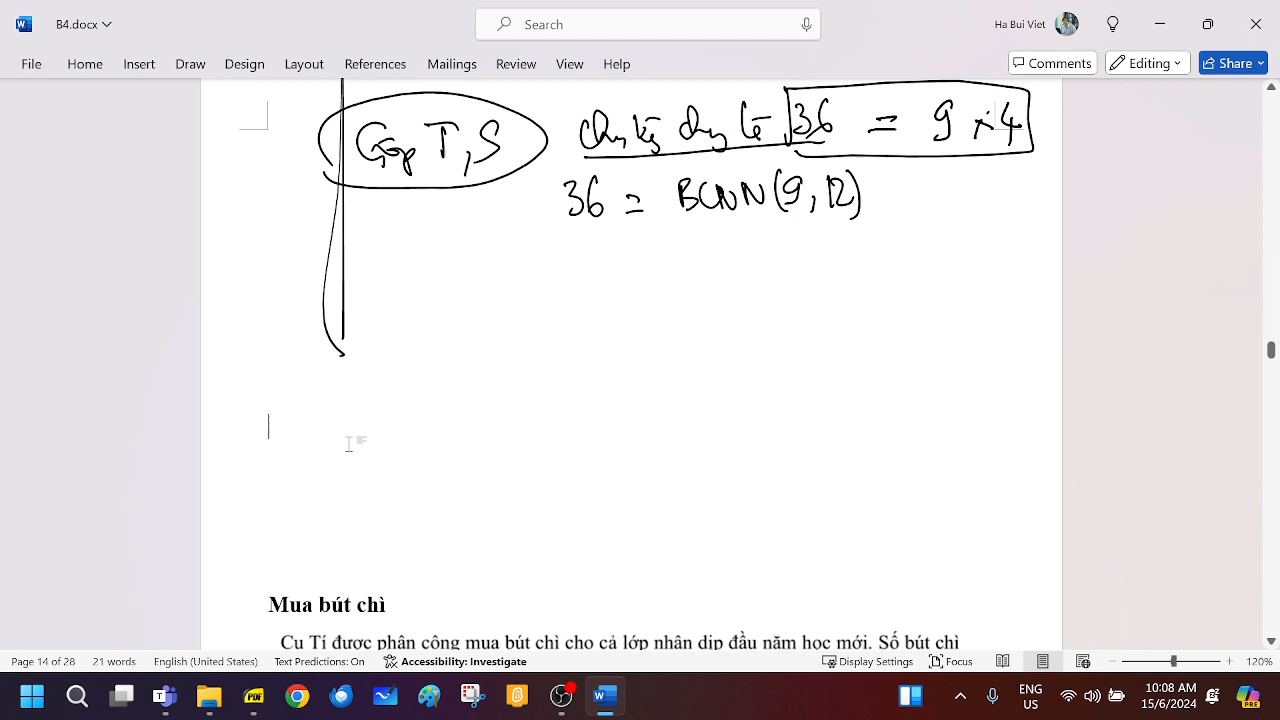 B4.docx
Search
Ha Bui Viet
File Home Insert Draw Design Layout References Mailings Review View Help
Comments Editing Share
Gộp T, S
chu kỳ 36 = 9 × 4
36 = BCNN(9, 12)
Mua bút chì
Cu Tí được phân công mua bút chì cho cả lớp nhân dịp đầu năm học mới. Số bút chì
Page 14 of 28 21 words English (United States) Text Predictions: On Accessibility: Investigate Display Settings Focus 120%
PDF
PRE
ENG
US
10:08 AM
15/6/2024